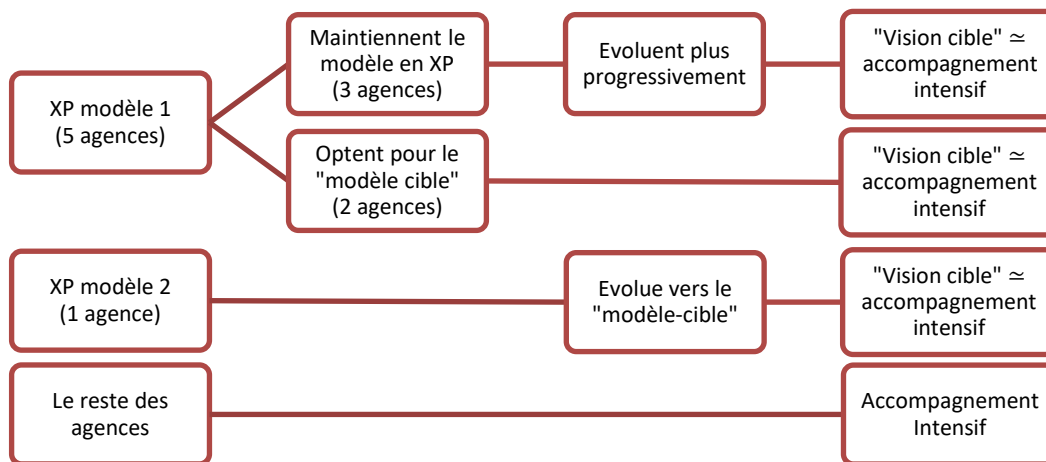 Maintiennent le
modèle en XP
(3 agences)
Evoluent plus
progressivement
"Vision cible" ≃
accompagnement
intensif
XP modèle 1
(5 agences)
Optent pour le
"modèle cible"
(2 agences)
"Vision cible" ≃
accompagnement
intensif
XP modèle 2
(1 agence)
Evolue vers le
"modèle-cible"
"Vision cible" ≃
accompagnement
intensif
Le reste des
agences
Accompagnement
Intensif